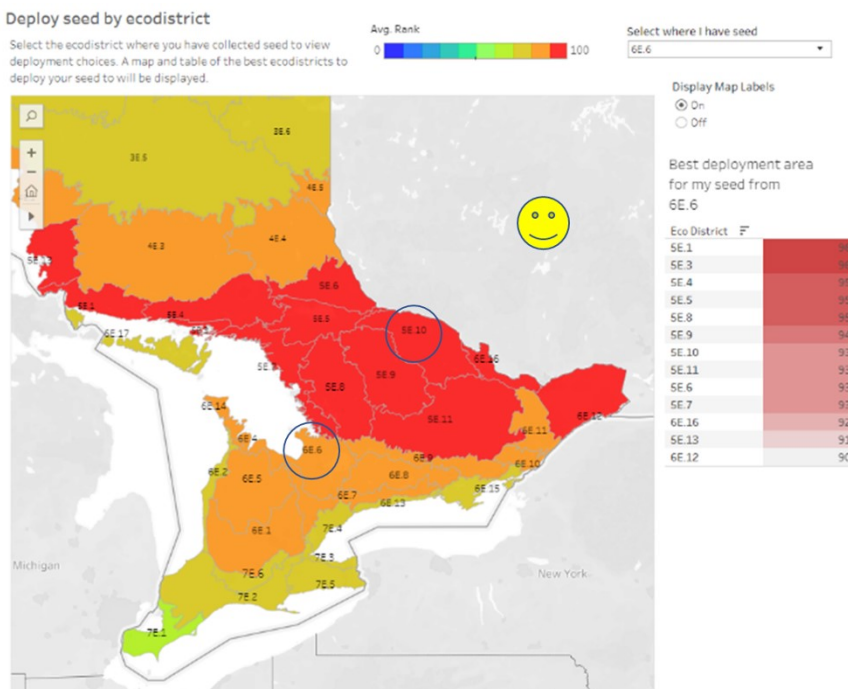 Deploy seed by ecodistrict
Select the ecodistrict where you have collected seed to view
deployment choices. A map and table of the best ecodistricts to
deploy your seed to will be displayed.
Avg. Rank
0
100
Select where I have seed
6E.6
Display Map Labels
On
Off
Best deployment area
for my seed from
6E.6
Eco District
5E.1
5E.3
5E.4
5E.5
5E.8
5E.9
5E.10
5E.11
5E.6
5E.7
6E.16
5E.13
6E.12
3E.6
3E.5
4E.5
4E.3
4E.4
5E.13
5E.6
5E.1
5E.4
5E.5
5E.10
6E.17
5E.7
5E.8
5E.9
6E.16
5E.11
6E.12
6E.14
6E.11
6E.4
6E.6
6E.9
6E.10
6E.2
6E.5
6E.8
6E.15
6E.7
6E.13
6E.1
7E.4
7E.3
7E.6
7E.5
7E.2
7E.1
Michigan
New York